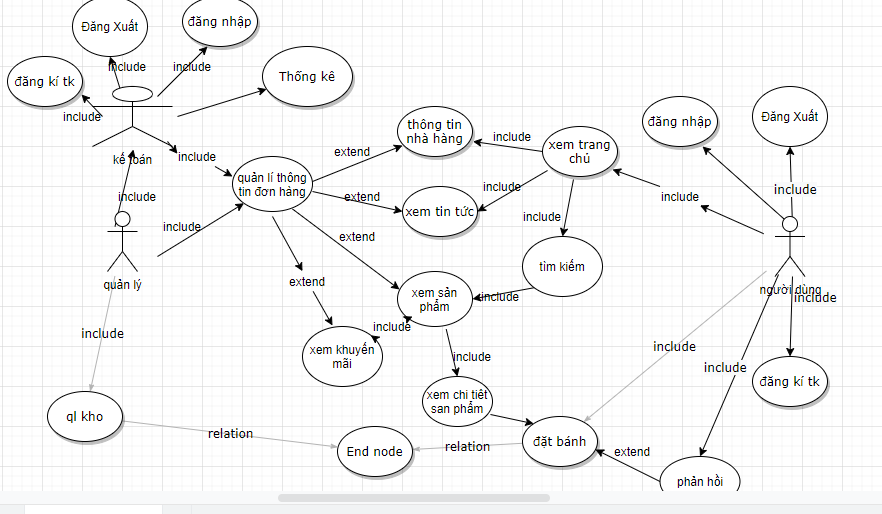 Đăng Xuất
đăng nhập
include
include
đăng kí tk
Thống kê
include
kế toán
include
include
quản lý
include
include
ql kho
relation
quản lí thông
tin đơn hàng
extend
extend
extend
extend
thông tin
nhà hàng
xem tin tức
include
include
xem trang
chủ
include
tìm kiếm
include
xem sản
phẩm
include
xem khuyến
mãi
include
xem chi tiêt
san phẩm
đặt bánh
relation
End node
đăng nhập
Đăng Xuất
include
include
người dùng
include
include
include
đăng kí tk
extend
phản hồi